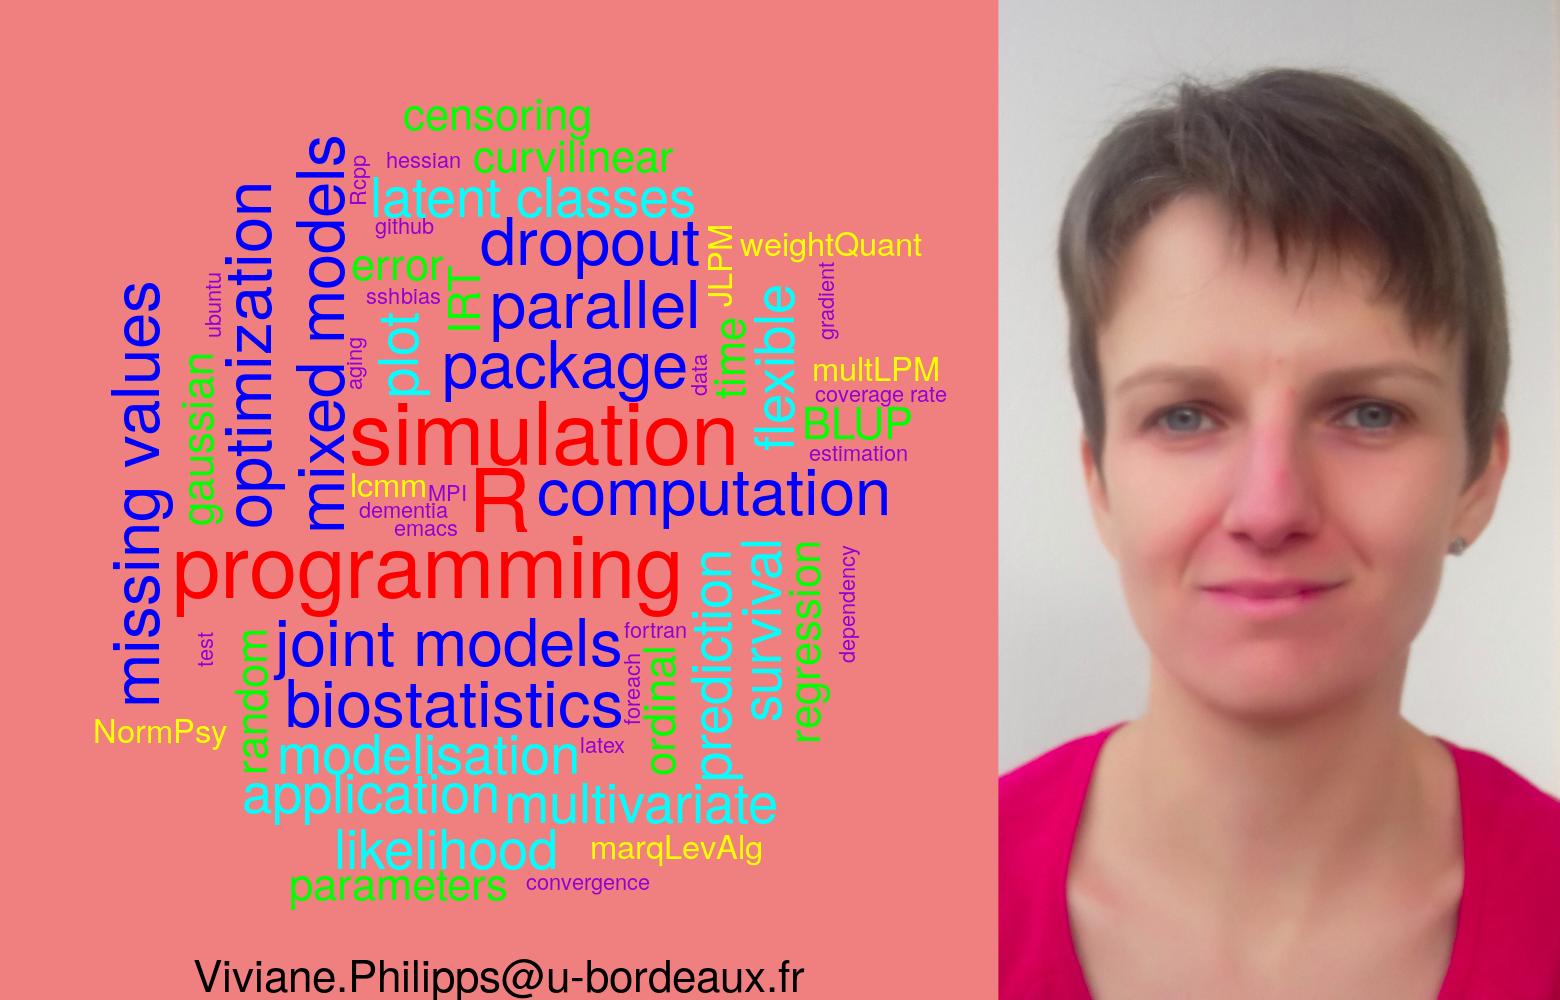 censoring
Rcpp
hessian
curvilinear
mixed models
latent classes
optimization
github
dropout
JLPM
weightQuant
error
sshbias
IRT
parallel
gradient
ubuntu
missing values
gaussian
aging
plot
package
data
time
flexible
multLPM
coverage rate
simulation
BLUP
estimation
lcmm
MPI
R
computation
dementia
emacs
programming
prediction
survival
regression
dependency
test
random
joint models
fortran
foreach
ordinal
biostatistics
NormPsy
modelisation
latex
application
multivariate
likelihood
marqLevAlg
parameters
convergence
Viviane.Philipps@u-bordeaux.fr